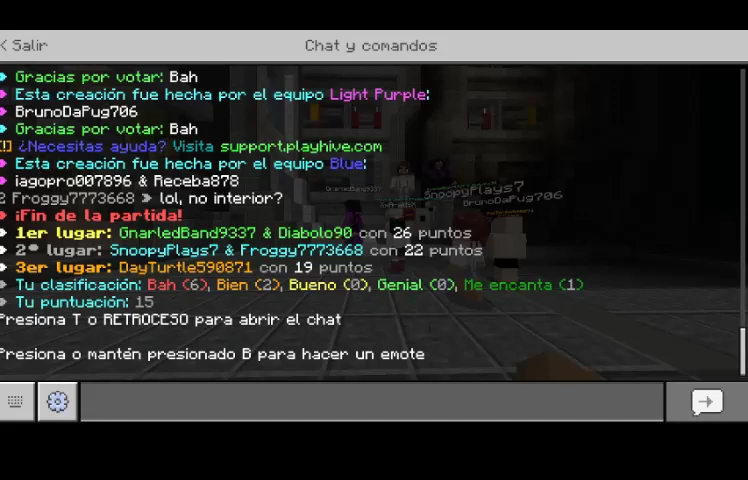 < Salir
Chat y comandos
Gracias por votar: Bah
Esta creación fue hecha por el equipo Light Purple:
BrunoDaPug706
Gracias por votar: Bah
[!] ¿Necesitas ayuda? Visita support.playhive.com
Esta creación fue hecha por el equipo Blue:
iagopro007896 & Receba878
2 Froggy7773668 » lol, no interior?
¡Fin de la partida!
1er lugar: GnarledBand9337 & Diabolo90 con 26 puntos
2º lugar: SnoopyPlays7 & Froggy7773668 con 22 puntos
3er lugar: DayTurtle590871 con 19 puntos
Tu clasificación: Bah (6), Bien (2), Bueno (0), Genial (0), Me encanta (1)
Tu puntuación: 15
Presiona T o RETROCESO para abrir el chat
Presiona o mantén presionado B para hacer un emote
GnarledBand9337
SnoopyPlays7
BrunoDaPug706